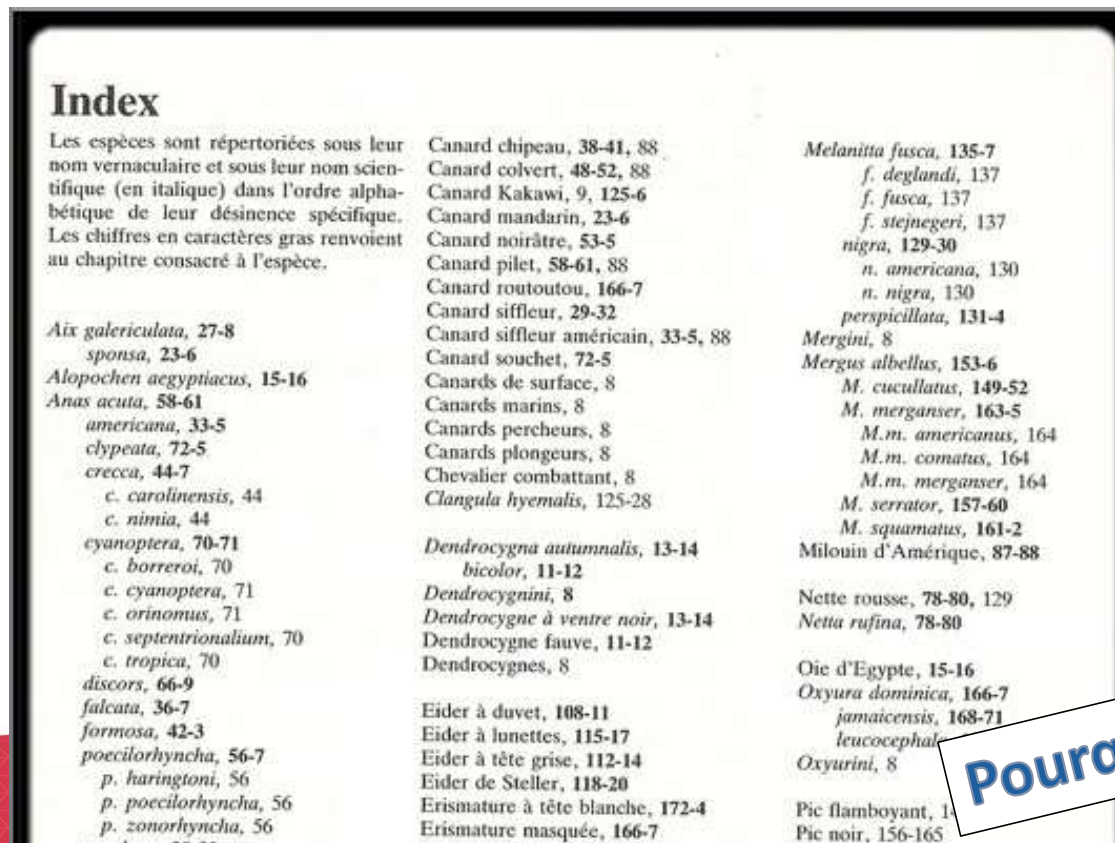 Index
Les espèces sont répertoriées sous leur
nom vernaculaire et sous leur nom scien-
tifique (en italique) dans l'ordre alpha-
bétique de leur désinence spécifique.
Les chiffres en caractères gras renvoient
au chapitre consacré à l'espèce.
Aix galericulata, 27-8
sponsa, 23-6
Alopochen aegyptiacus, 15-16
Anas acuta, 58-61
americana, 33-5
clypeata, 72-5
crecca, 44-7
c. carolinensis, 44
c. nimia, 44
cyanoptera, 70-71
c. borreroi, 70
c. cyanoptera, 71
c. orinomus, 71
c. septentrionalium, 70
c. tropica, 70
discors, 66-9
falcata, 36-7
formosa, 42-3
poecilorhyncha, 56-7
p. haringtoni, 56
p. poecilorhyncha, 56
p. zonorhyncha, 56
Canard chipeau, 38-41, 88
Canard colvert, 48-52, 88
Canard Kakawi, 9, 125-6
Canard mandarin, 23-6
Canard noirâtre, 53-5
Canard pilet, 58-61, 88
Canard routoutou, 166-7
Canard siffleur, 29-32
Canard siffleur américain, 33-5, 88
Canard souchet, 72-5
Canards de surface, 8
Canards marins, 8
Canards percheurs, 8
Canards plongeurs, 8
Chevalier combattant, 8
Clangula hyemalis, 125-28
Dendrocygna autumnalis, 13-14
bicolor, 11-12
Dendrocygnini, 8
Dendrocygne à ventre noir, 13-14
Dendrocygne fauve, 11-12
Dendrocygnes, 8
Eider à duvet, 108-11
Eider à lunettes, 115-17
Eider à tête grise, 112-14
Eider de Steller, 118-20
Erismature à tête blanche, 172-4
Erismature masquée, 166-7
Melanitta fusca, 135-7
f. deglandi, 137
f. fusca, 137
f. stejnegeri, 137
nigra, 129-30
n. americana, 130
n. nigra, 130
perspicillata, 131-4
Mergini, 8
Mergus albellus, 153-6
M. cucullatus, 149-52
M. merganser, 163-5
M.m. americanus, 164
M.m. comatus, 164
M.m. merganser, 164
M. serrator, 157-60
M. squamatus, 161-2
Milouin d'Amérique, 87-88
Nette rousse, 78-80, 129
Netta rufina, 78-80
Oie d'Egypte, 15-16
Oxyura dominica, 166-7
jamaicensis, 168-71
Oxyurini, 8
Pic flamboyant,
Pic noir, 156-165